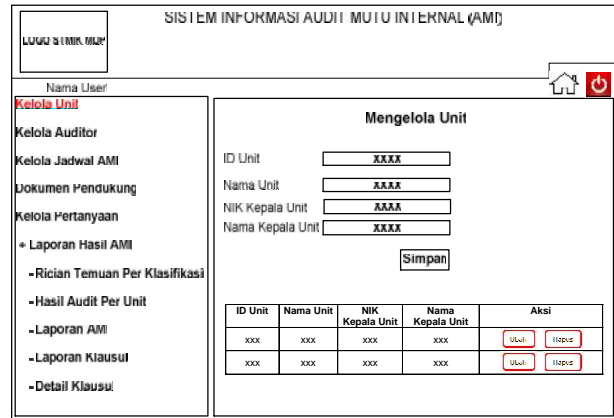 SISTEM INFORMASI AUDIT MUTU INTERNAL (AMI)
LOGO STMIK MDP
Nama User
Kelola Unit
Kelola Auditor
Kelola Jadwal AMI
Dokumen Pendukung
Kelola Pertanyaan
+ Laporan Hasil AMI
-Rician Temuan Per Klasifikasi
-Hasil Audit Per Unit
-Laporan AMI
-Laporan Klausul
-Detail Klausul
Mengelola Unit
ID Unit XXXX
Nama Unit XXXX
NIK Kepala Unit XXXX
Nama Kepala Unit XXXX
Simpan
ID Unit Nama Unit NIK Kepala Unit Nama Kepala Unit Aksi
xxx xxx xxx xxx Ubah Hapus
xxx xxx xxx xxx Ubah Hapus